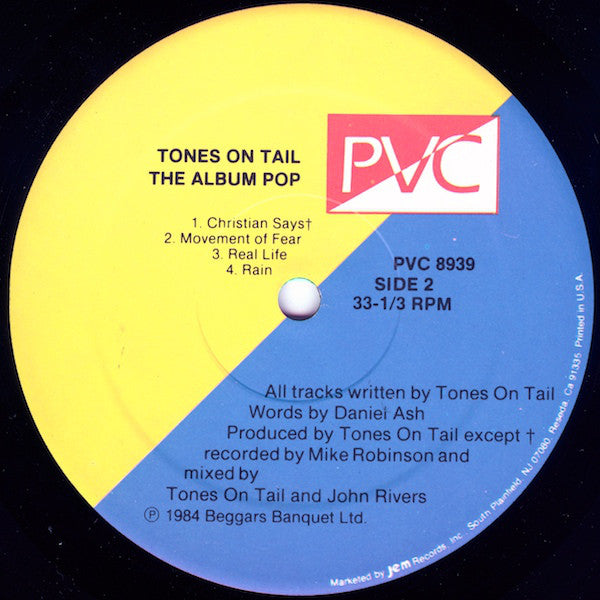 TONES ON TAIL
THE ALBUM POP
PVC
1. Christian Says†
2. Movement of Fear
3. Real Life
4. Rain
PVC 8939
SIDE 2
33-1/3 RPM
All tracks written by Tones On Tail
Words by Daniel Ash
Produced by Tones On Tail except †
recorded by Mike Robinson and
mixed by
Tones On Tail and John Rivers
℗ 1984 Beggars Banquet Ltd.
Marketed by jem Records, Inc., South Plainfield, NJ 07080, Reseda, Ca 91335. Printed in U.S.A.